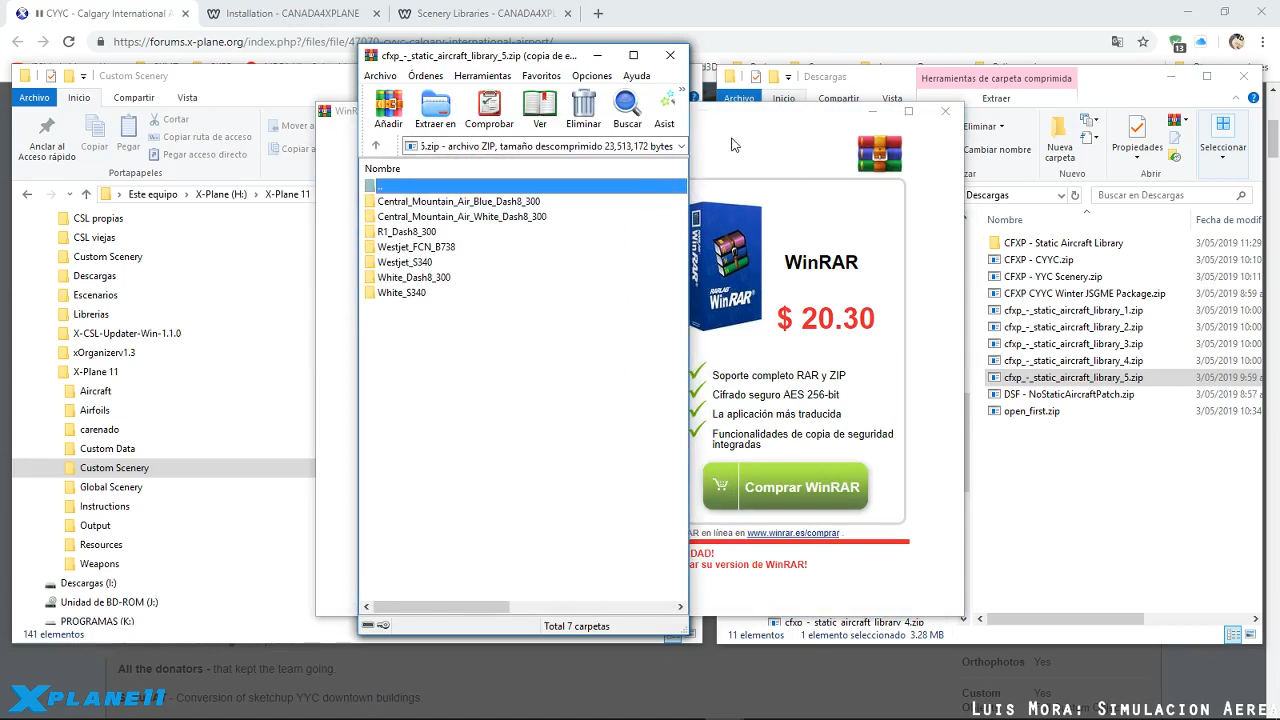 CYYC - Calgary International A
Installation - CANADA4XPLANE
Scenery Libraries - CANADA4XPL
https://forums.x-plane.org/index.php?/files/file/47070-cyyc-calgary-international-airport/
13
Custom Scenery
Archivo
Inicio
Compartir
Vista
Anclar al
Acceso rápido
Copiar
Pegar
Cortar
Copiar ruta de acceso
Pegar acceso directo
Mover a
Copiar a
Portapapeles
Este equipo
X-Plane (H:)
X-Plane 11
CSL propias
CSL viejas
Custom Scenery
Descargas
Escenarios
Librerias
X-CSL-Updater-Win-1.1.0
xOrganizerv1.3
X-Plane 11
Aircraft
Airfoils
carenado
Custom Data
Custom Scenery
Global Scenery
Instructions
Output
Resources
Weapons
Descargas (I:)
Unidad de BD-ROM (J:)
PROGRAMAS (K:)
141 elementos
cfxp_-_static_aircraft_library_5.zip (copia de e...
Archivo
Órdenes
Herramientas
Favoritos
Opciones
Ayuda
Añadir
Extraer en
Comprobar
Ver
Eliminar
Buscar
Asist
5.zip - archivo ZIP, tamaño descomprimido 23,513,172 bytes
Nombre
..
Central_Mountain_Air_Blue_Dash8_300
Central_Mountain_Air_White_Dash8_300
R1_Dash8_300
Westjet_FCN_B738
Westjet_S340
White_Dash8_300
White_S340
Total 7 carpetas
WinRAR
$ 20.30
Soporte completo RAR y ZIP
Cifrado seguro AES 256-bit
La aplicación más traducida
Funcionalidades de copia de seguridad
integradas
Comprar WinRAR
AR en línea en www.winrar.es/comprar .
DAD!
ar su version de WinRAR!
Descargas
Herramientas de carpeta comprimida
Archivo
Inicio
Compartir
Vista
Extraer
Eliminar
Cambiar nombre
Nueva
carpeta
Propiedades
Seleccionar
Nuevo
Abrir
Descargas
Buscar en Descargas
Nombre
Fecha de modif
CFXP - Static Aircraft Library 3/05/2019 11:29
CFXP - CYYC.zip 3/05/2019 10:10
CFXP - YYC Scenery.zip 3/05/2019 10:13
CFXP CYYC Winter JSGME Package.zip 3/05/2019 8:59 a
cfxp_-_static_aircraft_library_1.zip 3/05/2019 10:00
cfxp_-_static_aircraft_library_2.zip 3/05/2019 10:00
cfxp_-_static_aircraft_library_3.zip 3/05/2019 10:00
cfxp_-_static_aircraft_library_4.zip 3/05/2019 10:00
cfxp_-_static_aircraft_library_5.zip 3/05/2019 9:59 a
DSF - NoStaticAircraftPatch.zip 3/05/2019 8:57 a
open_first.zip 3/05/2019 10:34
cfxp - static aircraft library 4.zip
11 elementos
1 elemento seleccionado 3.28 MB
All the donators - that kept the team going.
Conversion of sketchup YYC downtown buildings
Orthophotos Yes
Custom Yes
XPLANE11
LUIS MORA: SIMULACION AEREA